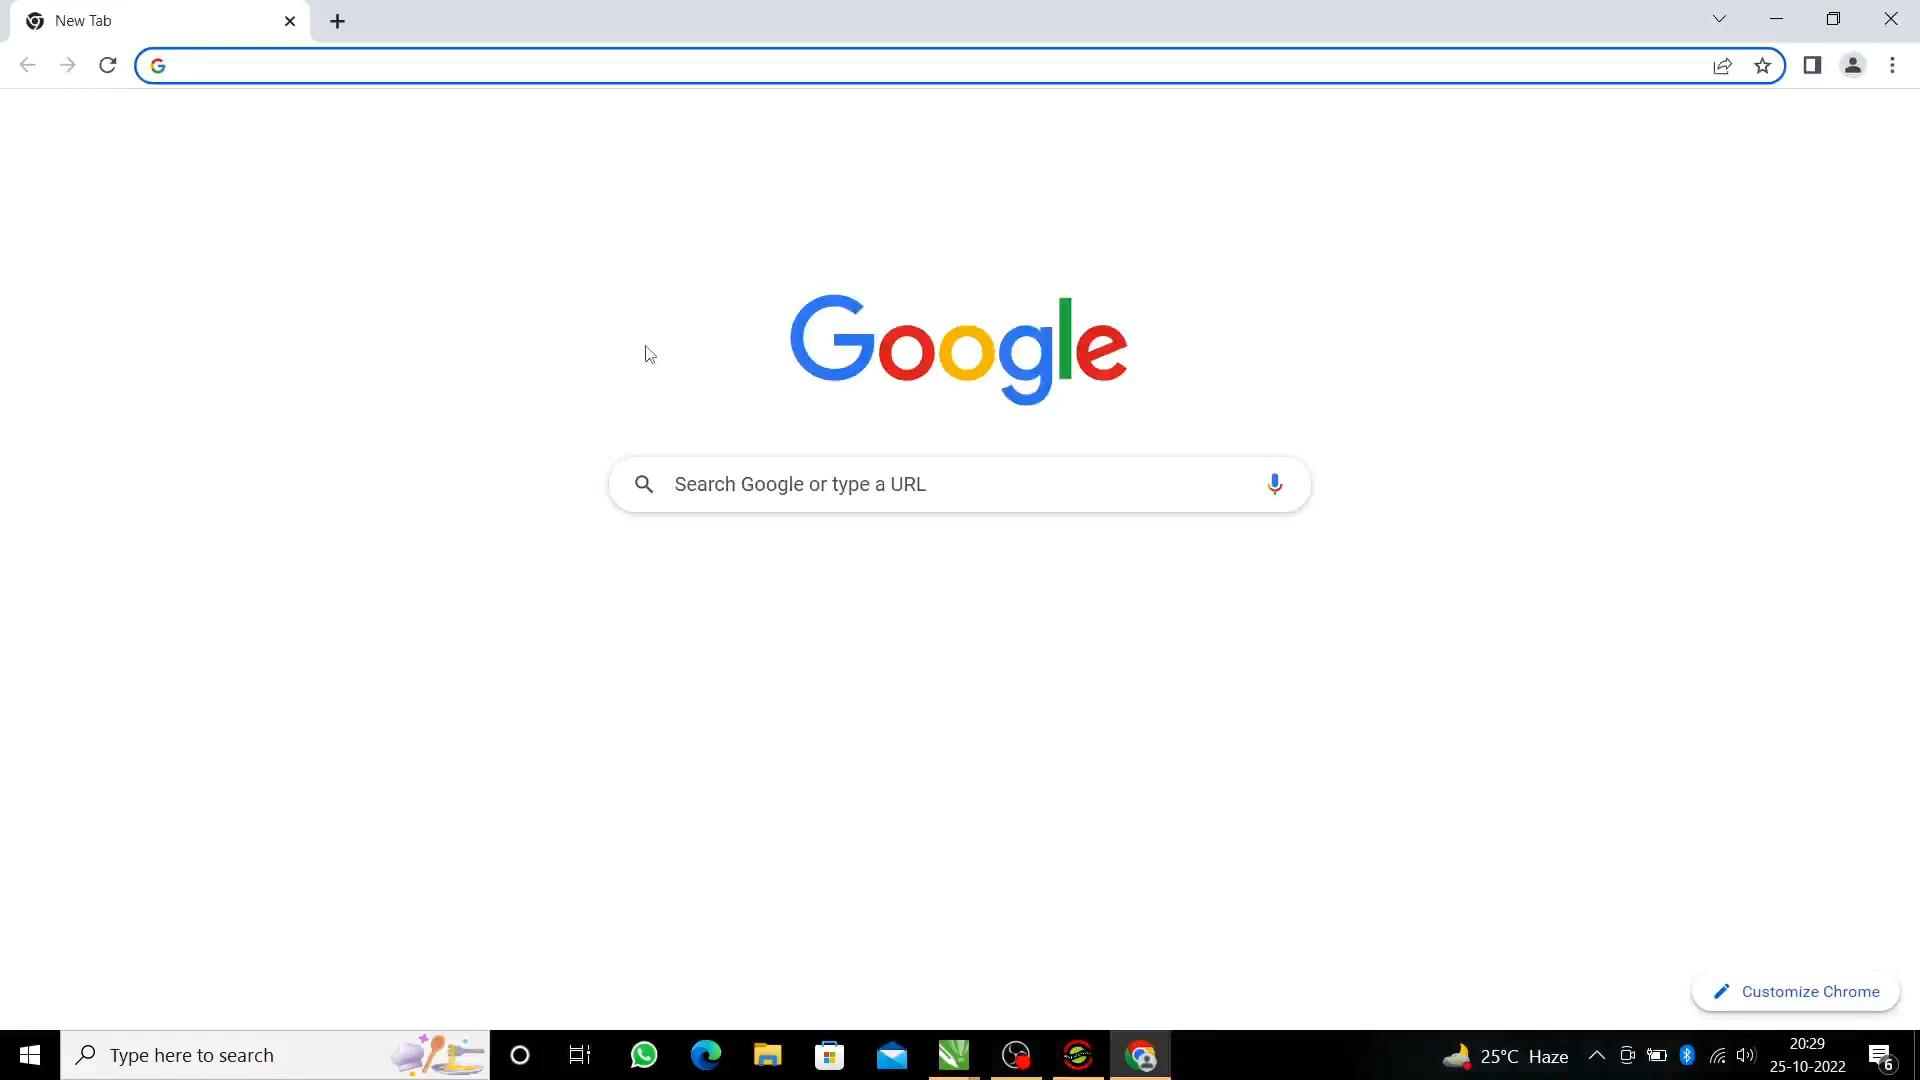 New Tab
Google
Search Google or type a URL
Customize Chrome
Type here to search
25°C Haze
20:29
25-10-2022
6